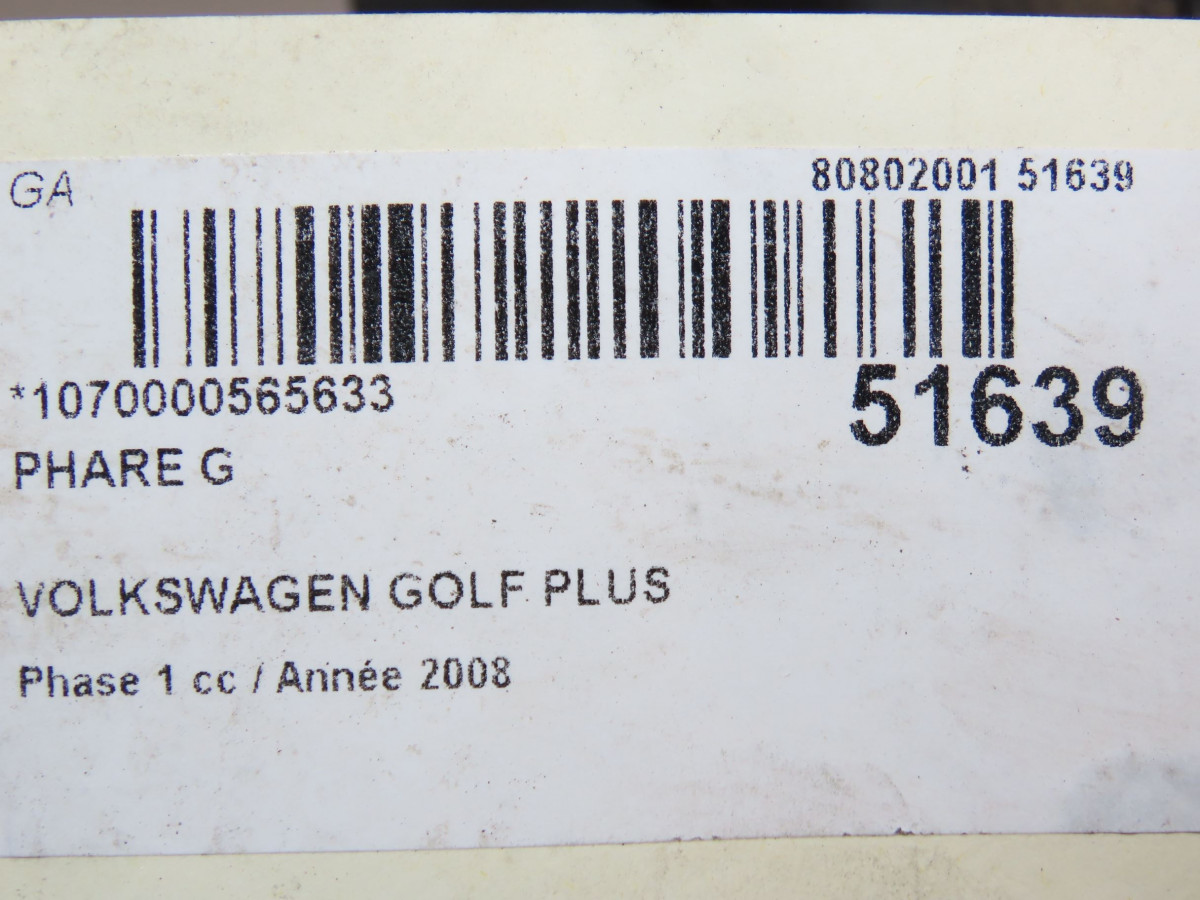 GA 80802001 51639
*1070000565633
51639
PHARE G
VOLKSWAGEN GOLF PLUS
Phase 1 cc / Année 2008